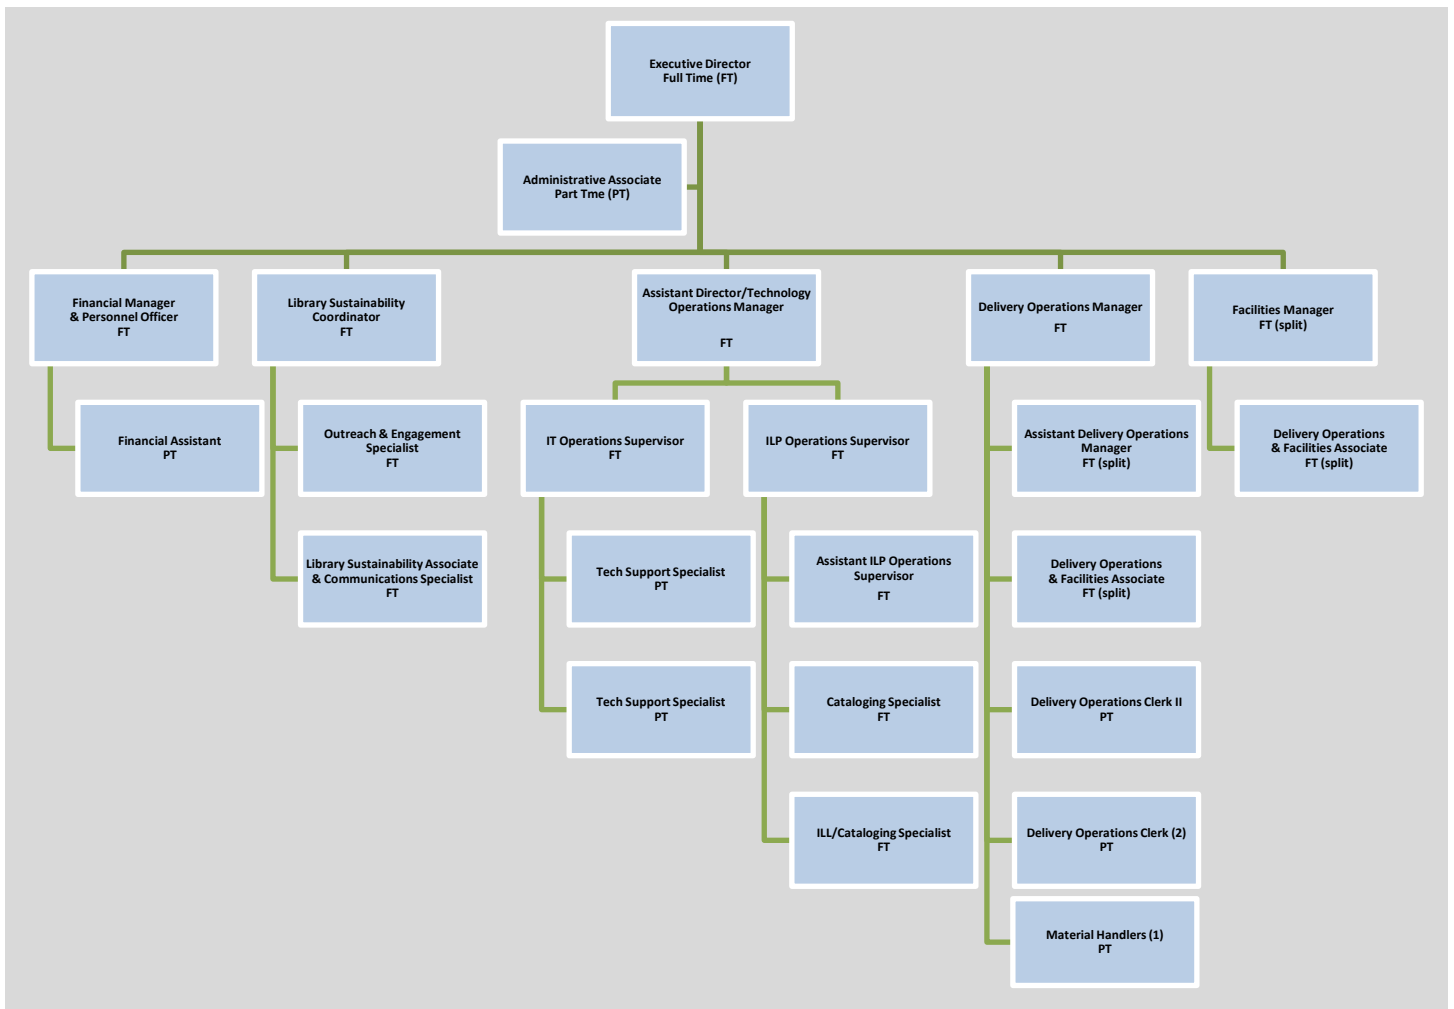 Executive Director
Full Time (FT)
Administrative Associate
Part Tme (PT)
Financial Manager
& Personnel Officer
FT
Library Sustainability
Coordinator
FT
Assistant Director/Technology
Operations Manager
FT
Delivery Operations Manager
FT
Facilities Manager
FT (split)
Financial Assistant
PT
Outreach & Engagement
Specialist
FT
IT Operations Supervisor
FT
ILP Operations Supervisor
FT
Assistant Delivery Operations
Manager
FT (split)
Delivery Operations
& Facilities Associate
FT (split)
Library Sustainability Associate
& Communications Specialist
FT
Tech Support Specialist
PT
Assistant ILP Operations
Supervisor
FT
Delivery Operations
& Facilities Associate
FT (split)
Tech Support Specialist
PT
Cataloging Specialist
FT
Delivery Operations Clerk II
PT
ILL/Cataloging Specialist
FT
Delivery Operations Clerk (2)
PT
Material Handlers (1)
PT